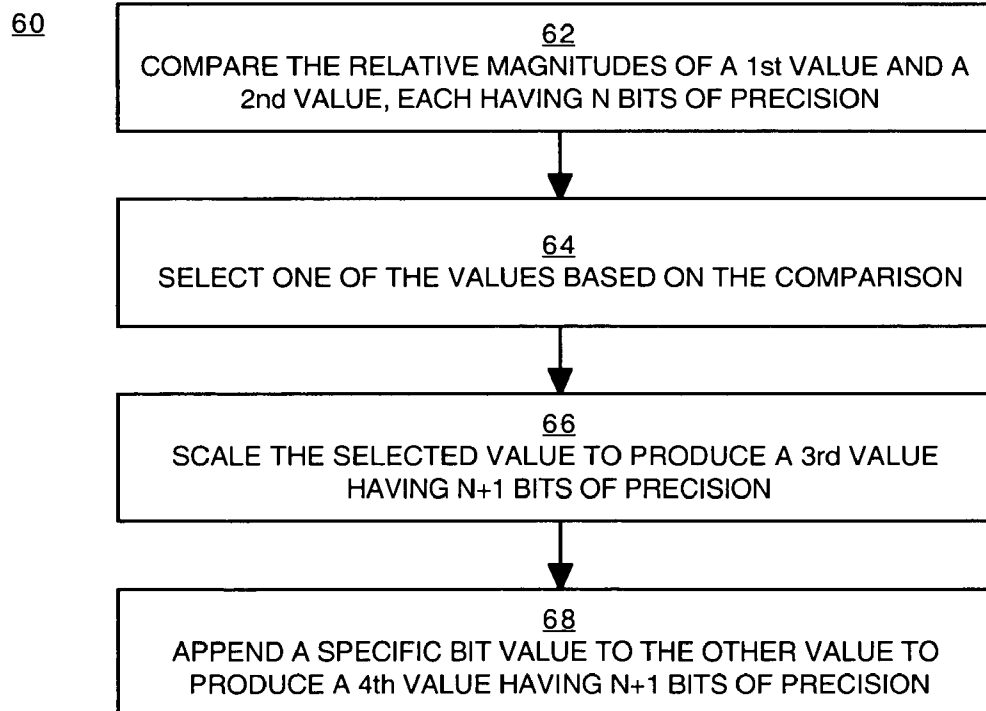 60
62
COMPARE THE RELATIVE MAGNITUDES OF A 1st VALUE AND A
2nd VALUE, EACH HAVING N BITS OF PRECISION
64
SELECT ONE OF THE VALUES BASED ON THE COMPARISON
66
SCALE THE SELECTED VALUE TO PRODUCE A 3rd VALUE
HAVING N+1 BITS OF PRECISION
68
APPEND A SPECIFIC BIT VALUE TO THE OTHER VALUE TO
PRODUCE A 4th VALUE HAVING N+1 BITS OF PRECISION